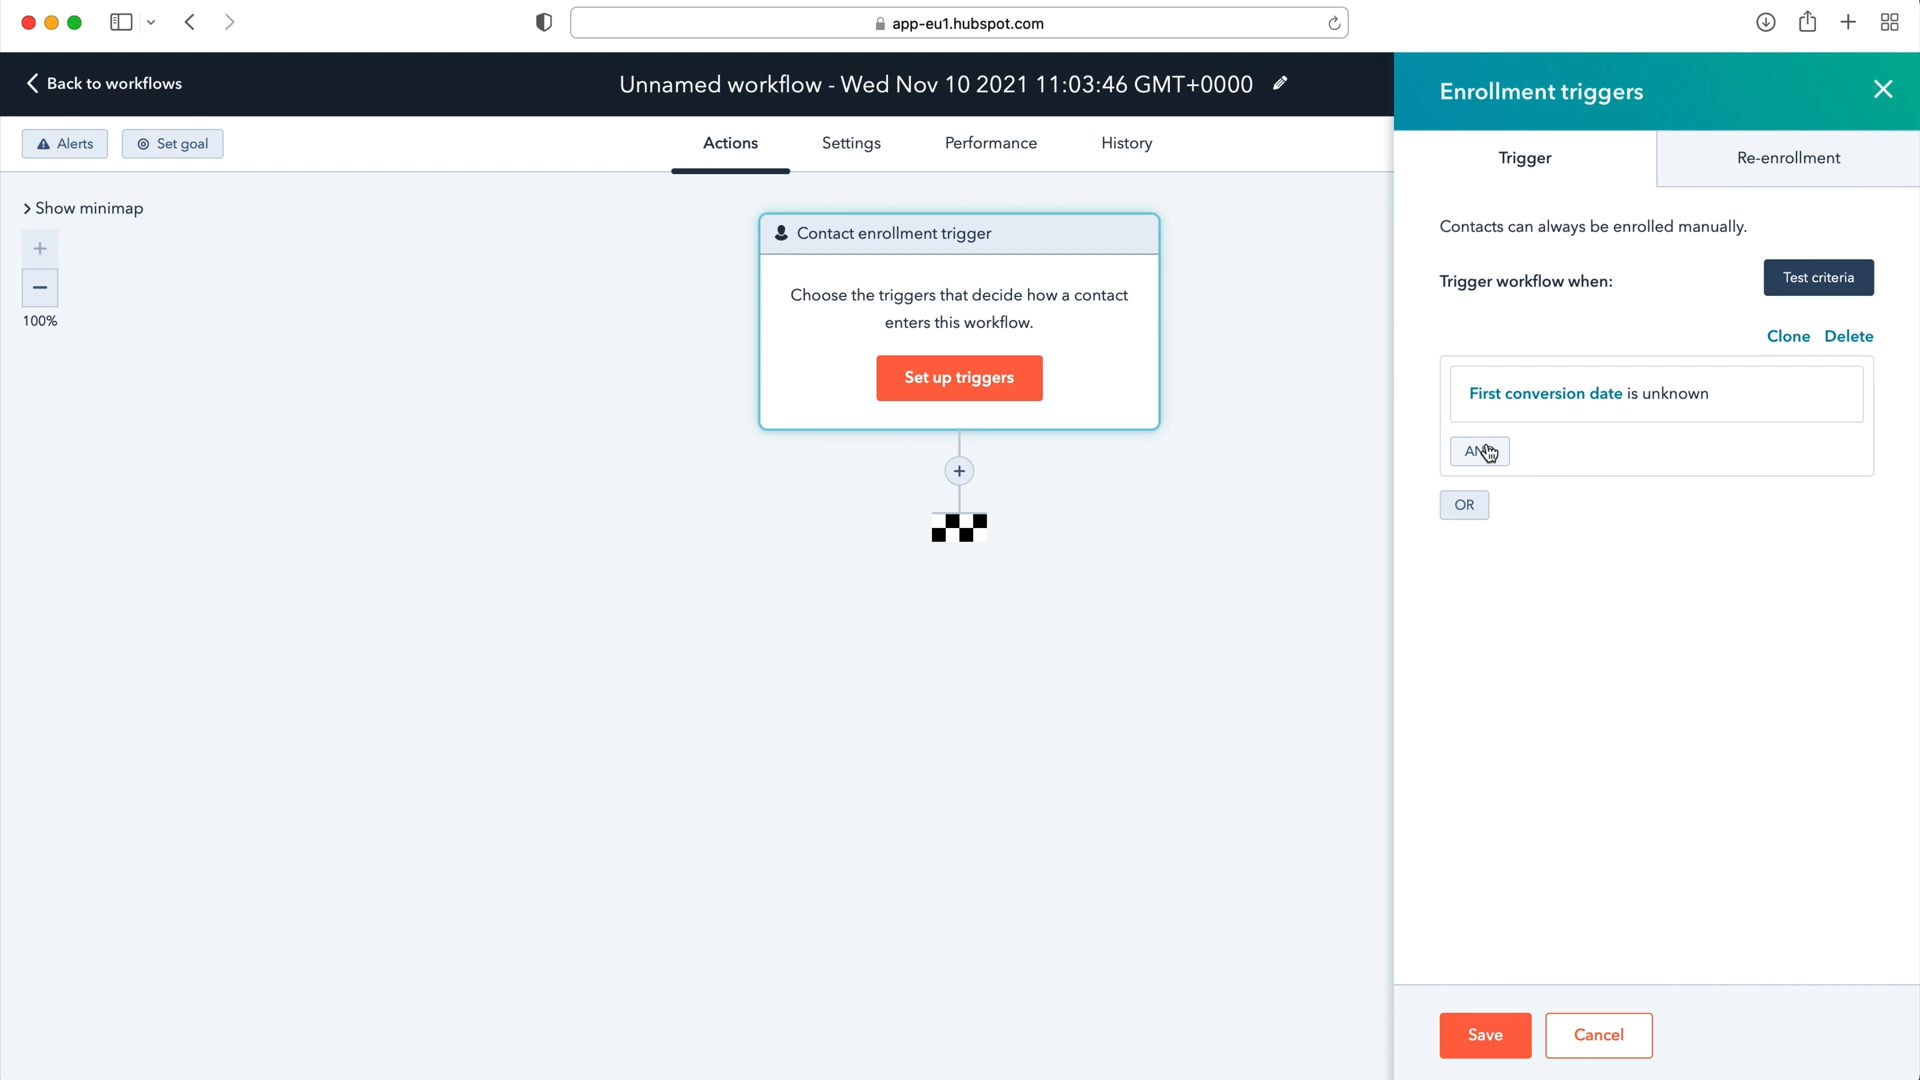 app-eu1.hubspot.com
Back to workflows
Unnamed workflow - Wed Nov 10 2021 11:03:46 GMT+0000
Enrollment triggers
Alerts
Set goal
Actions
Settings
Performance
History
Trigger
Re-enrollment
Show minimap
100%
Contact enrollment trigger
Choose the triggers that decide how a contact
enters this workflow.
Set up triggers
Contacts can always be enrolled manually.
Trigger workflow when:
Test criteria
Clone
Delete
First conversion date is unknown
OR
Save
Cancel